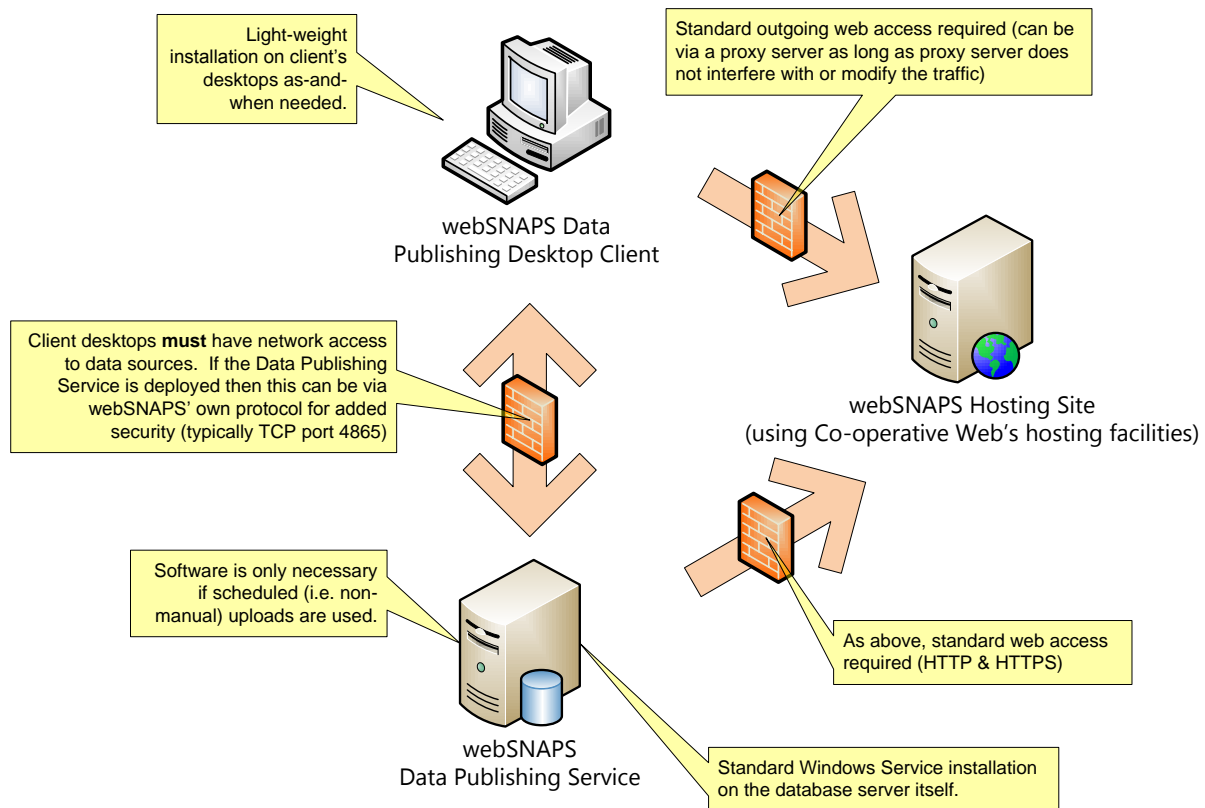 Light-weight
installation on client's
desktops as-and-
when needed.
Standard outgoing web access required (can be
via a proxy server as long as proxy server does
not interfere with or modify the traffic)
webSNAPS Data
Publishing Desktop Client
Client desktops must have network access
to data sources.  If the Data Publishing
Service is deployed then this can be via
webSNAPS' own protocol for added
security (typically TCP port 4865)
webSNAPS Hosting Site
(using Co-operative Web's hosting facilities)
Software is only necessary
if scheduled (i.e. non-
manual) uploads are used.
As above, standard web access
required (HTTP & HTTPS)
webSNAPS
Data Publishing Service
Standard Windows Service installation
on the database server itself.